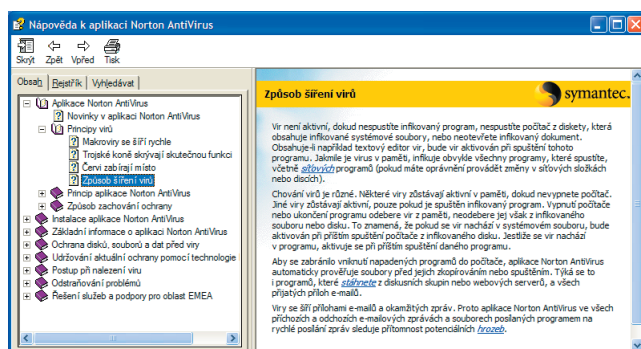 Nápověda k aplikaci Norton AntiVirus
Skrýt Zpět Vpřed Tisk
Obsah Rejstřík Vyhledávat
Aplikace Norton AntiVirus
Novinky v aplikaci Norton AntiVirus
Principy virů
Makroviry se šíří rychle
Trojské koně skrývají skutečnou funkci
Červi zabírají místo
Způsob šíření virů
Princip aplikace Norton AntiVirus
Způsob zachování ochrany
Instalace aplikace Norton AntiVirus
Základní informace o aplikaci Norton AntiVirus
Ochrana disků, souborů a dat před viry
Udržování aktuální ochrany pomocí technologie
Postup při nalezení viru
Odstraňování problémů
Řešení služeb a podpory pro oblast EMEA
Způsob šíření virů
symantec.
Vir není aktivní, dokud nespustíte infikovaný program, nespustíte počítač z diskety, která
obsahuje infikované systémové soubory, nebo neotevřete infikovaný dokument.
Obsahuje-li například textový editor vir, bude vir aktivován při spuštění tohoto
programu. Jakmile je virus v paměti, infikuje obvykle všechny programy, které spustíte,
včetně síťových programů (pokud máte oprávnění provádět změny v síťových složkách
nebo discích).
Chování virů je různé. Některé viry zůstávají aktivní v paměti, dokud nevypnete počítač.
Jiné viry zůstávají aktivní, pouze pokud je spuštěn infikovaný program. Vypnutí počítače
nebo ukončení programu odebere vir z paměti, neodebere jej však z infikovaného
souboru nebo disku. To znamená, že pokud se vir nachází v systémovém souboru, bude
aktivován při příštím spuštění počítače z infikovaného disku. Jestliže se vir nachází
v programu, aktivuje se při příštím spuštění daného programu.
Aby se zabránilo vniknutí napadených programů do počítače, aplikace Norton AntiVirus
automaticky prověřuje soubory před jejich zkopírováním nebo spuštěním. Týká se to
i programů, které stáhnete z diskusních skupin nebo webových serverů, a všech
přijatých příloh e-mailů.
Viry se šíří přílohami e-mailů a okamžitých zpráv. Proto aplikace Norton AntiVirus ve všech
příchozích a odchozích e-mailových zprávách a souborech posílaných programem na
rychlé posílání zpráv sleduje přítomnost potenciálních hrozeb.